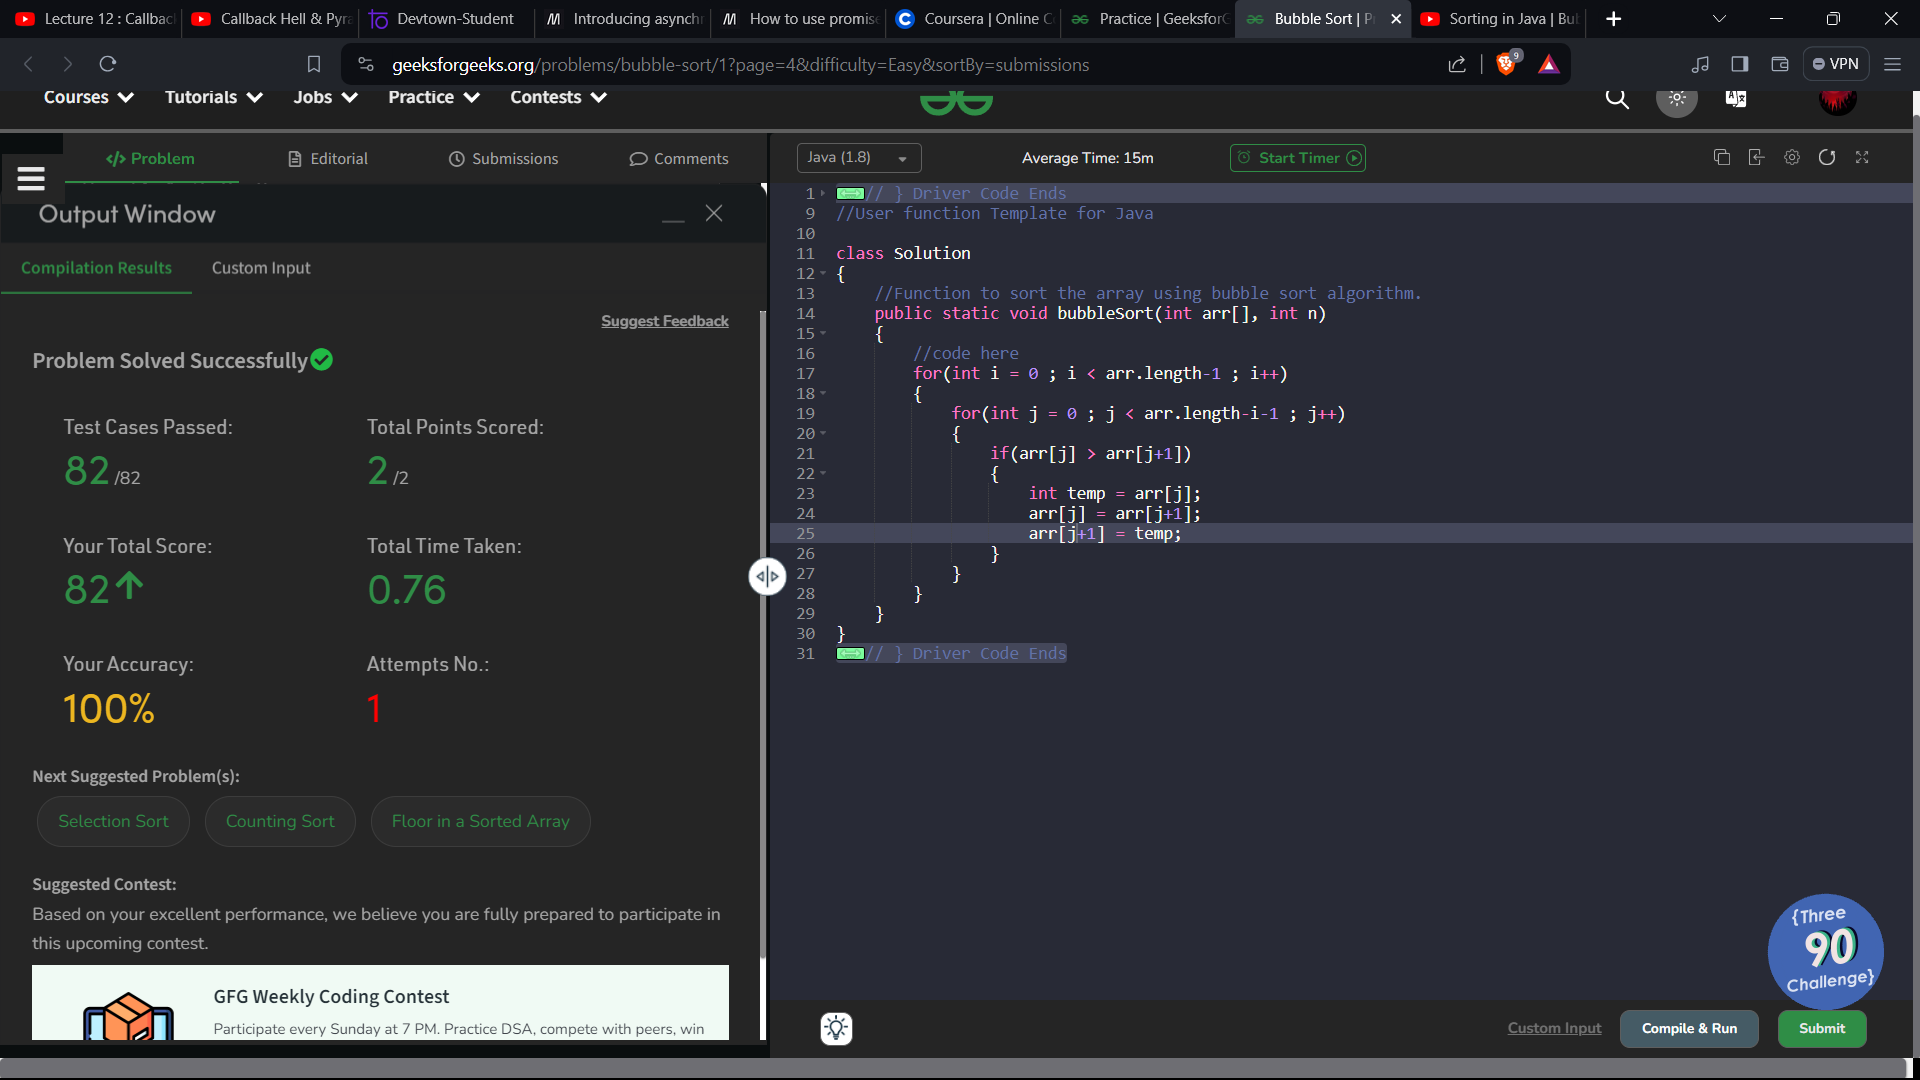 Lecture 12 : Callbac
Callback Hell & Pyra
Devtown-Student
Introducing asynchr
How to use promise
Coursera | Online C
Practice | GeeksforG
Bubble Sort | P
Sorting in Java | Bu
geeksforgeeks.org/problems/bubble-sort/1?page=4&difficulty=Easy&sortBy=submissions
9
VPN
Courses
Tutorials
Jobs
Practice
Contests
</> Problem
Editorial
Submissions
Comments
Output Window
Compilation Results
Custom Input
Suggest Feedback
Problem Solved Successfully
Test Cases Passed:
82 /82
Total Points Scored:
2 /2
Your Total Score:
82
Total Time Taken:
0.76
Your Accuracy:
100%
Attempts No.:
1
Next Suggested Problem(s):
Selection Sort
Counting Sort
Floor in a Sorted Array
Suggested Contest:
Based on your excellent performance, we believe you are fully prepared to participate in
this upcoming contest.
GFG Weekly Coding Contest
Participate every Sunday at 7 PM. Practice DSA, compete with peers, win
Java (1.8)
Average Time: 15m
Start Timer
1 // } Driver Code Ends
9 //User function Template for Java
10
11 class Solution
12 {
13 //Function to sort the array using bubble sort algorithm.
14 public static void bubbleSort(int arr[], int n)
15 {
16 //code here
17 for(int i = 0 ; i < arr.length-1 ; i++)
18 {
19 for(int j = 0 ; j < arr.length-i-1 ; j++)
20 {
21 if(arr[j] > arr[j+1])
22 {
23 int temp = arr[j];
24 arr[j] = arr[j+1];
25 arr[j+1] = temp;
26 }
27 }
28 }
29 }
30 }
31 // } Driver Code Ends
{Three
90
Challenge}
Custom Input
Compile & Run
Submit